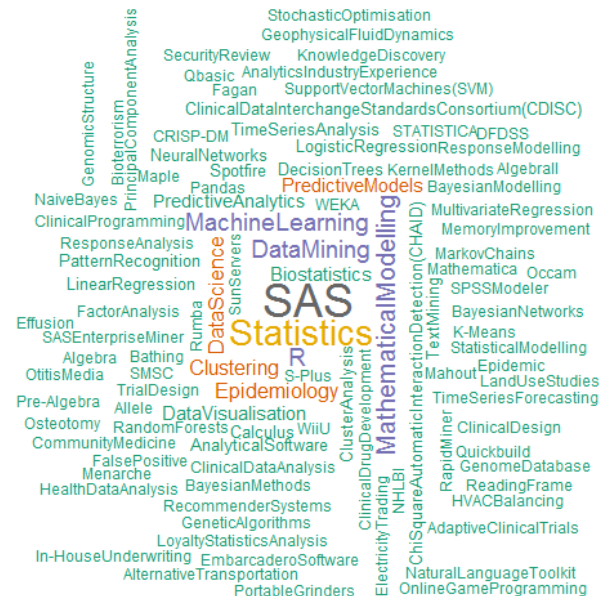 StochasticOptimisation
GeophysicalFluidDynamics
SecurityReview
KnowledgeDiscovery
Qbasic
AnalyticsIndustryExperience
Fagan
SupportVectorMachines(SVM)
ClinicalDataInterchangeStandardsConsortium(CDISC)
GenomicStructure
Bioterrorism
PrincipalComponentAnalysis
CRISP-DM
TimeSeriesAnalysis
STATISTICA
DFDSS
LogisticRegression
ResponseModelling
NeuralNetworks
Maple
Spotfire
DecisionTrees
KernelMethods
AlgebraII
Pandas
PredictiveModels
BayesianModelling
NaiveBayes
PredictiveAnalytics
WEKA
MultivariateRegression
ClinicalProgramming
MachineLearning
MemoryImprovement
ResponseAnalysis
DataMining
MarkovChains
PatternRecognition
Biostatistics
Mathematica
Occam
LinearRegression
DataScience
SunServers
SAS
MathematicalModelling
ChiSquareAutomaticInteractionDetection(CHAID)
TextMining
SPSSModeler
FactorAnalysis
BayesianNetworks
Effusion
Rumba
Statistics
K-Means
SASEnterpriseMiner
StatisticalModelling
Algebra
Bathing
R
Epidemic
OtitisMedia
SMSC
Clustering
S-Plus
ClusterAnalysis
ClinicalDrugDevelopment
Mahout
LandUseStudies
TrialDesign
Epidemiology
TimeSeriesForecasting
Pre-Algebra
Allele
DataVisualisation
Osteotomy
RandomForests
Calculus
WiiU
ClinicalDesign
CommunityMedicine
AnalyticalSoftware
RapidMiner
Quickbuild
FalsePositive
ClinicalDataAnalysis
GenomeDatabase
Menarche
HealthDataAnalysis
BayesianMethods
NHLBI
ReadingFrame
RecommenderSystems
ElectricityTrading
HVACBalancing
GeneticAlgorithms
AdaptiveClinicalTrials
LoyaltyStatisticsAnalysis
In-HouseUnderwriting
EmbarcaderoSoftware
AlternativeTransportation
NaturalLanguageToolkit
PortableGrinders
OnlineGameProgramming